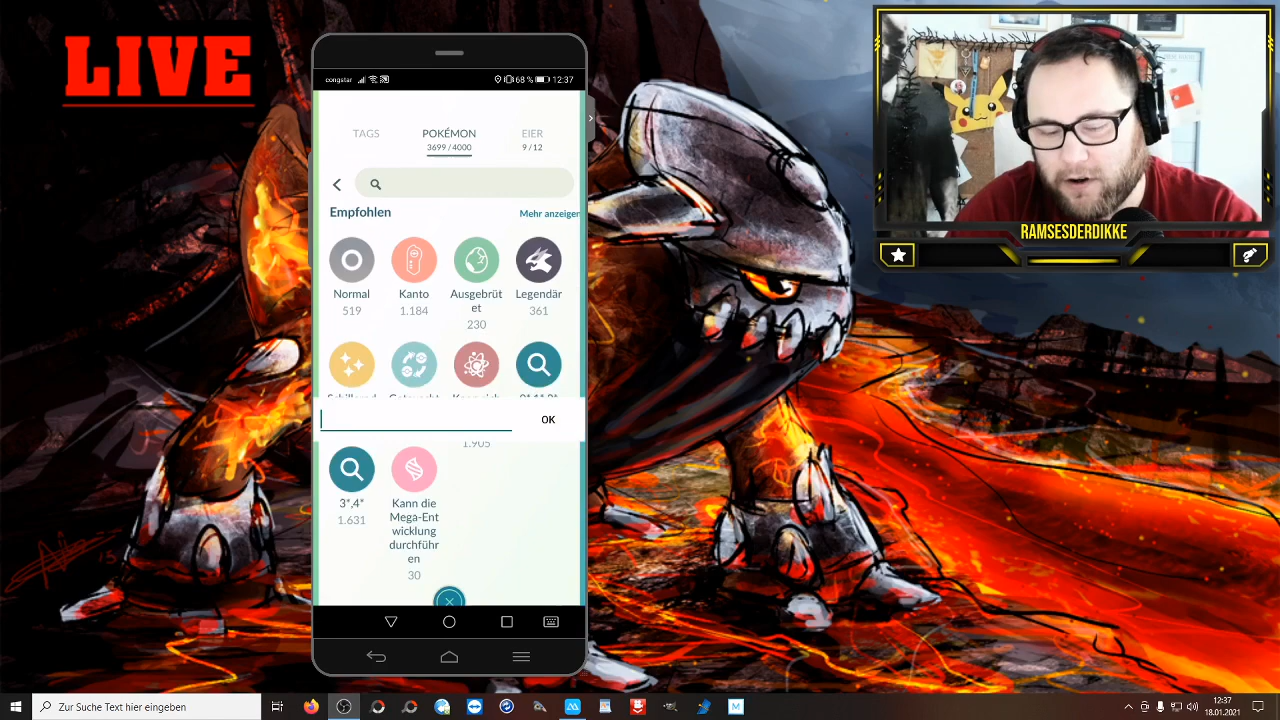 LIVE
congstar
68 %
12:37
TAGS
POKÉMON
EIER
3699 / 4000
9 / 12
Empfohlen
Mehr anzeigen
Normal
Kanto
Ausgebrüt
et
Legendär
519
1.184
230
361
OK
1.905
3*,4*
1.631
Kann die
Mega-Ent
wicklung
durchführ
en
30
RAMSESDERDIKKE
Zur Suche Text hier eingeben
12:37
18.01.2021